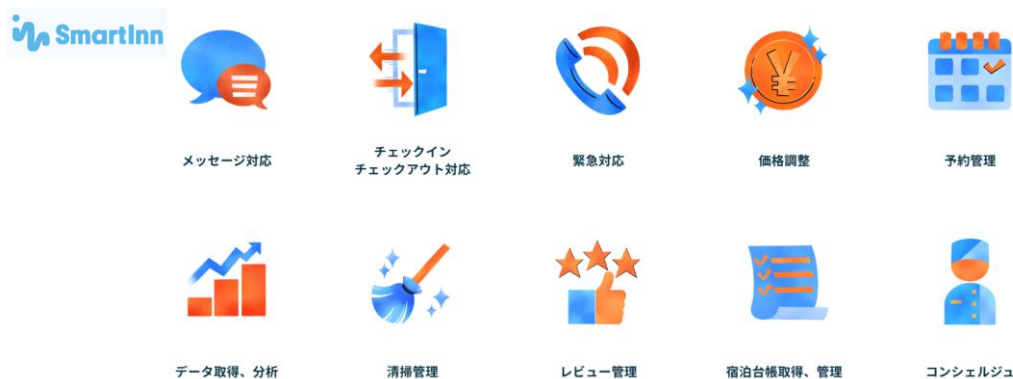 SmartInn
メッセージ対応
チェックイン
チェックアウト対応
緊急対応
価格調整
予約管理
データ取得、分析
清掃管理
レビュー管理
宿泊台帳取得、管理
コンシェルジュ